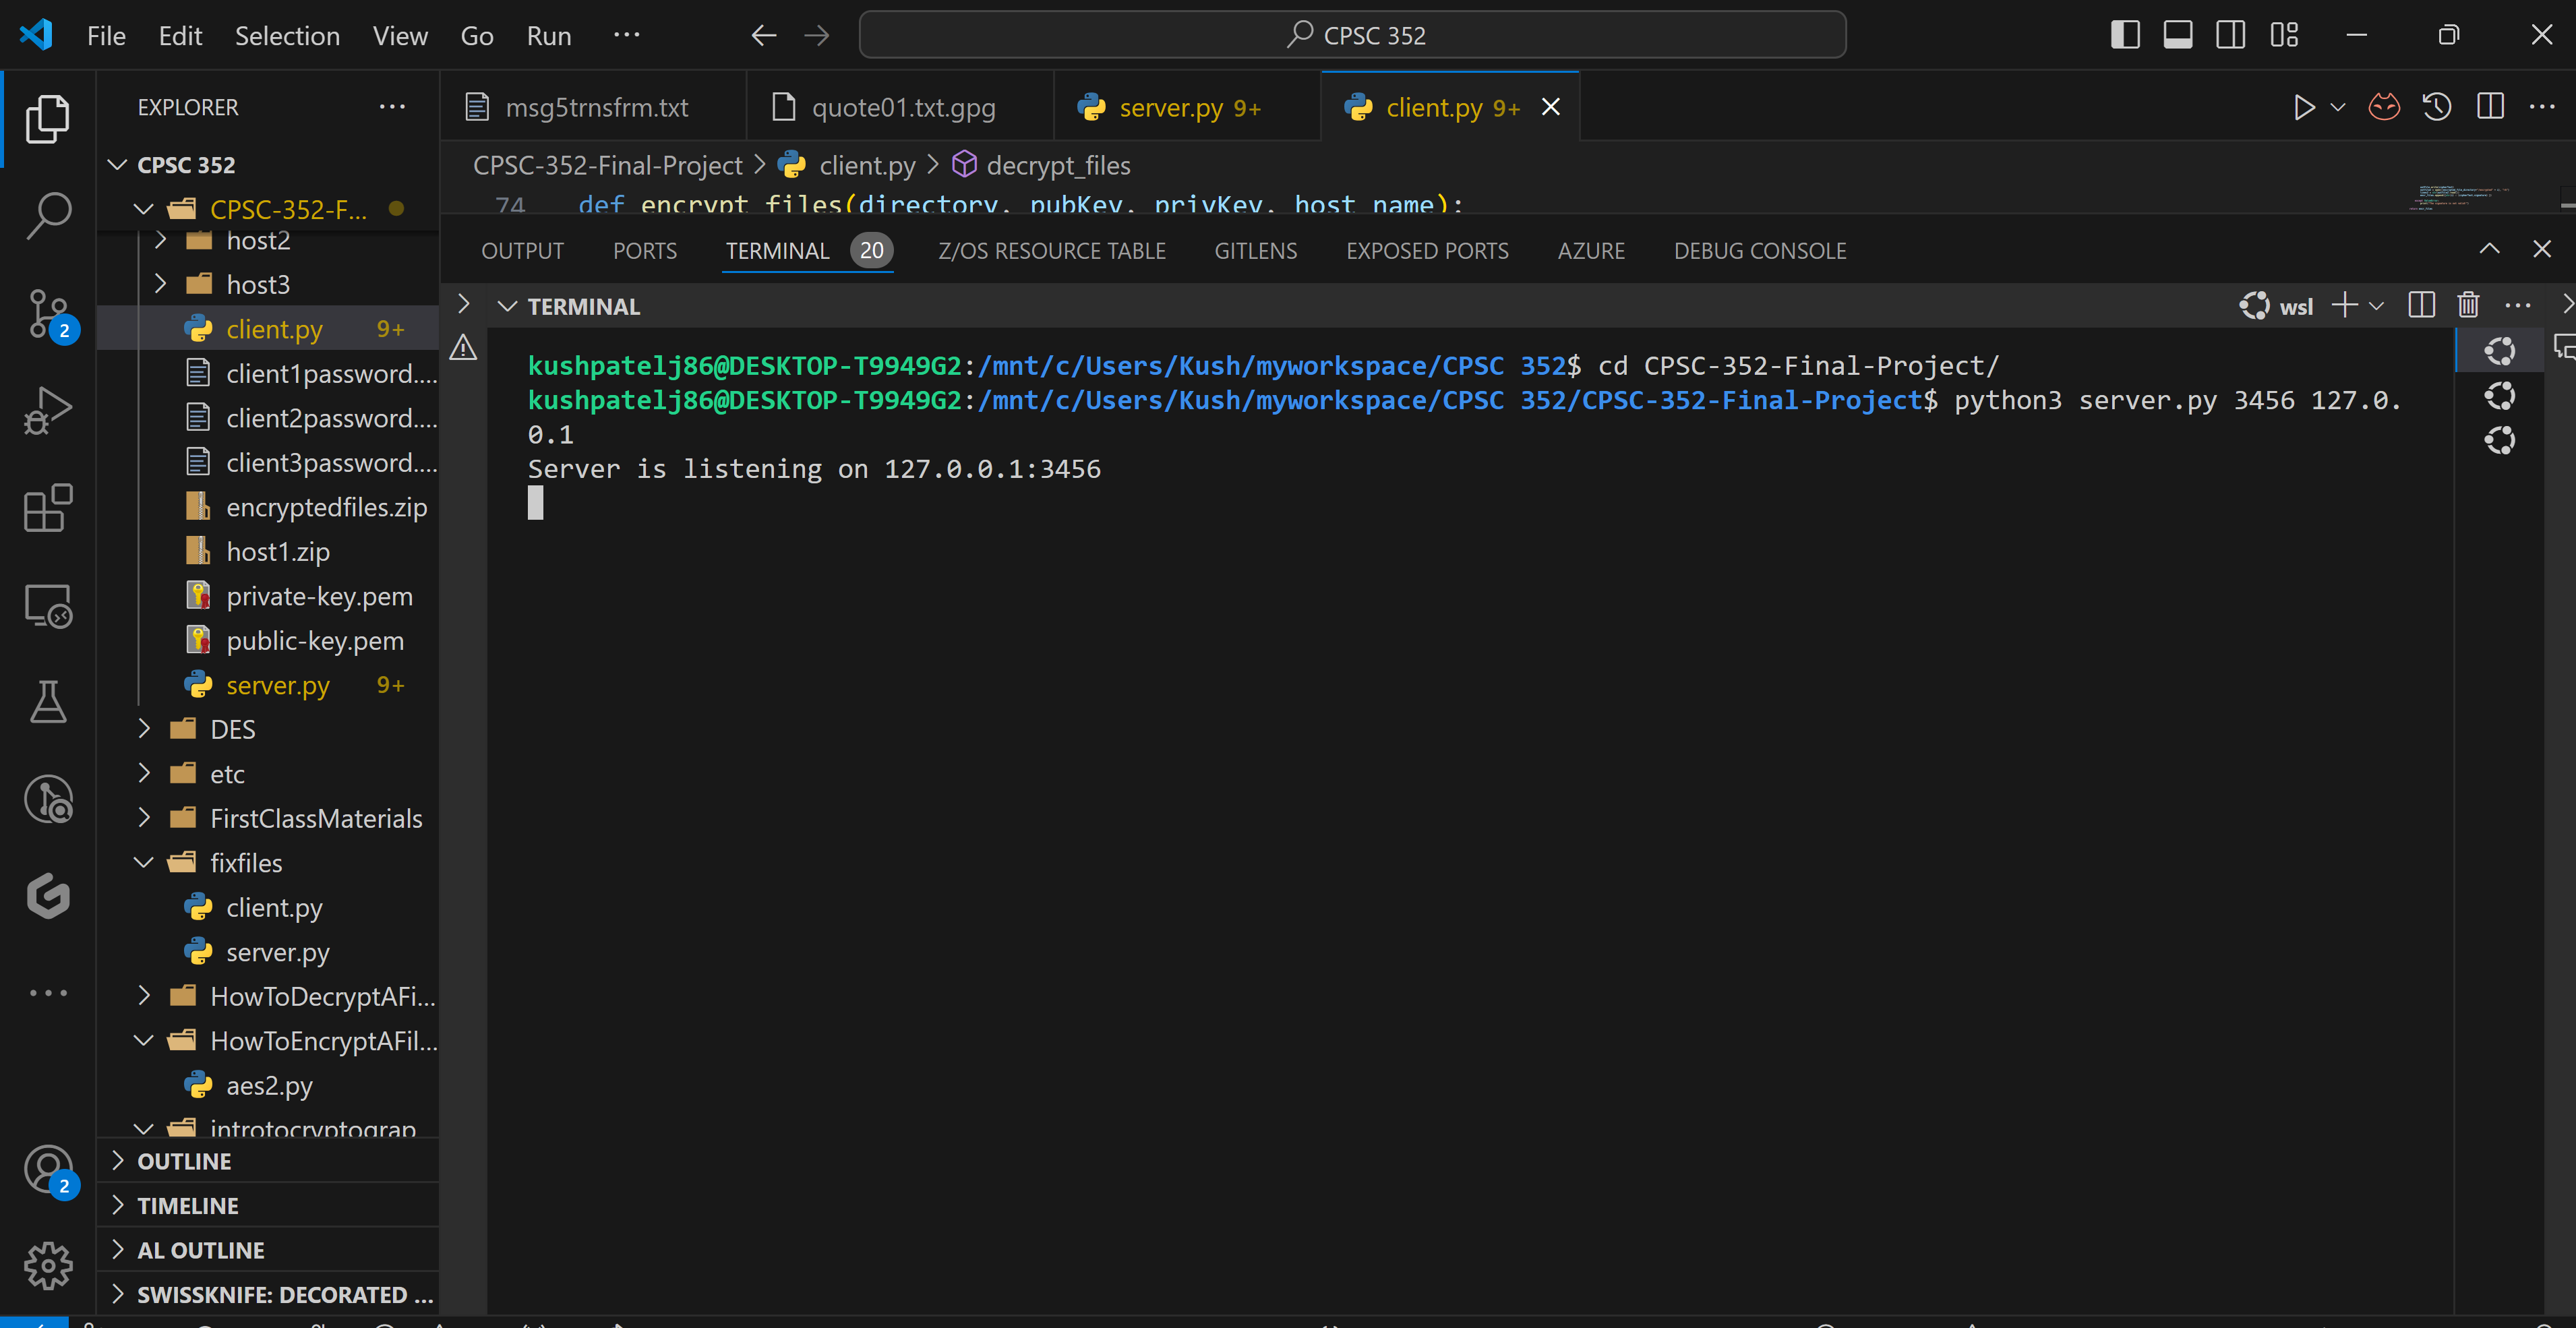 File Edit Selection View Go Run ...
CPSC 352
EXPLORER
msg5trnsfrm.txt
quote01.txt.gpg
server.py 9+
client.py 9+
CPSC 352
CPSC-352-F...
host2
host3
client.py 9+
client1password....
client2password....
client3password....
encryptedfiles.zip
host1.zip
private-key.pem
public-key.pem
server.py 9+
DES
etc
FirstClassMaterials
fixfiles
client.py
server.py
HowToDecryptAFi...
HowToEncryptAFil...
aes2.py
introtocryptograp
OUTLINE
TIMELINE
AL OUTLINE
SWISSKNIFE: DECORATED ...
2
2
CPSC-352-Final-Project > client.py > decrypt_files
74 def encrypt_files(directory, pubKey, privKey, host_name):
OUTPUT PORTS TERMINAL 20 Z/OS RESOURCE TABLE GITLENS EXPOSED PORTS AZURE DEBUG CONSOLE
TERMINAL
wsl
kushpatelj86@DESKTOP-T9949G2:/mnt/c/Users/Kush/myworkspace/CPSC 352$ cd CPSC-352-Final-Project/
kushpatelj86@DESKTOP-T9949G2:/mnt/c/Users/Kush/myworkspace/CPSC 352/CPSC-352-Final-Project$ python3 server.py 3456 127.0.
0.1
Server is listening on 127.0.0.1:3456